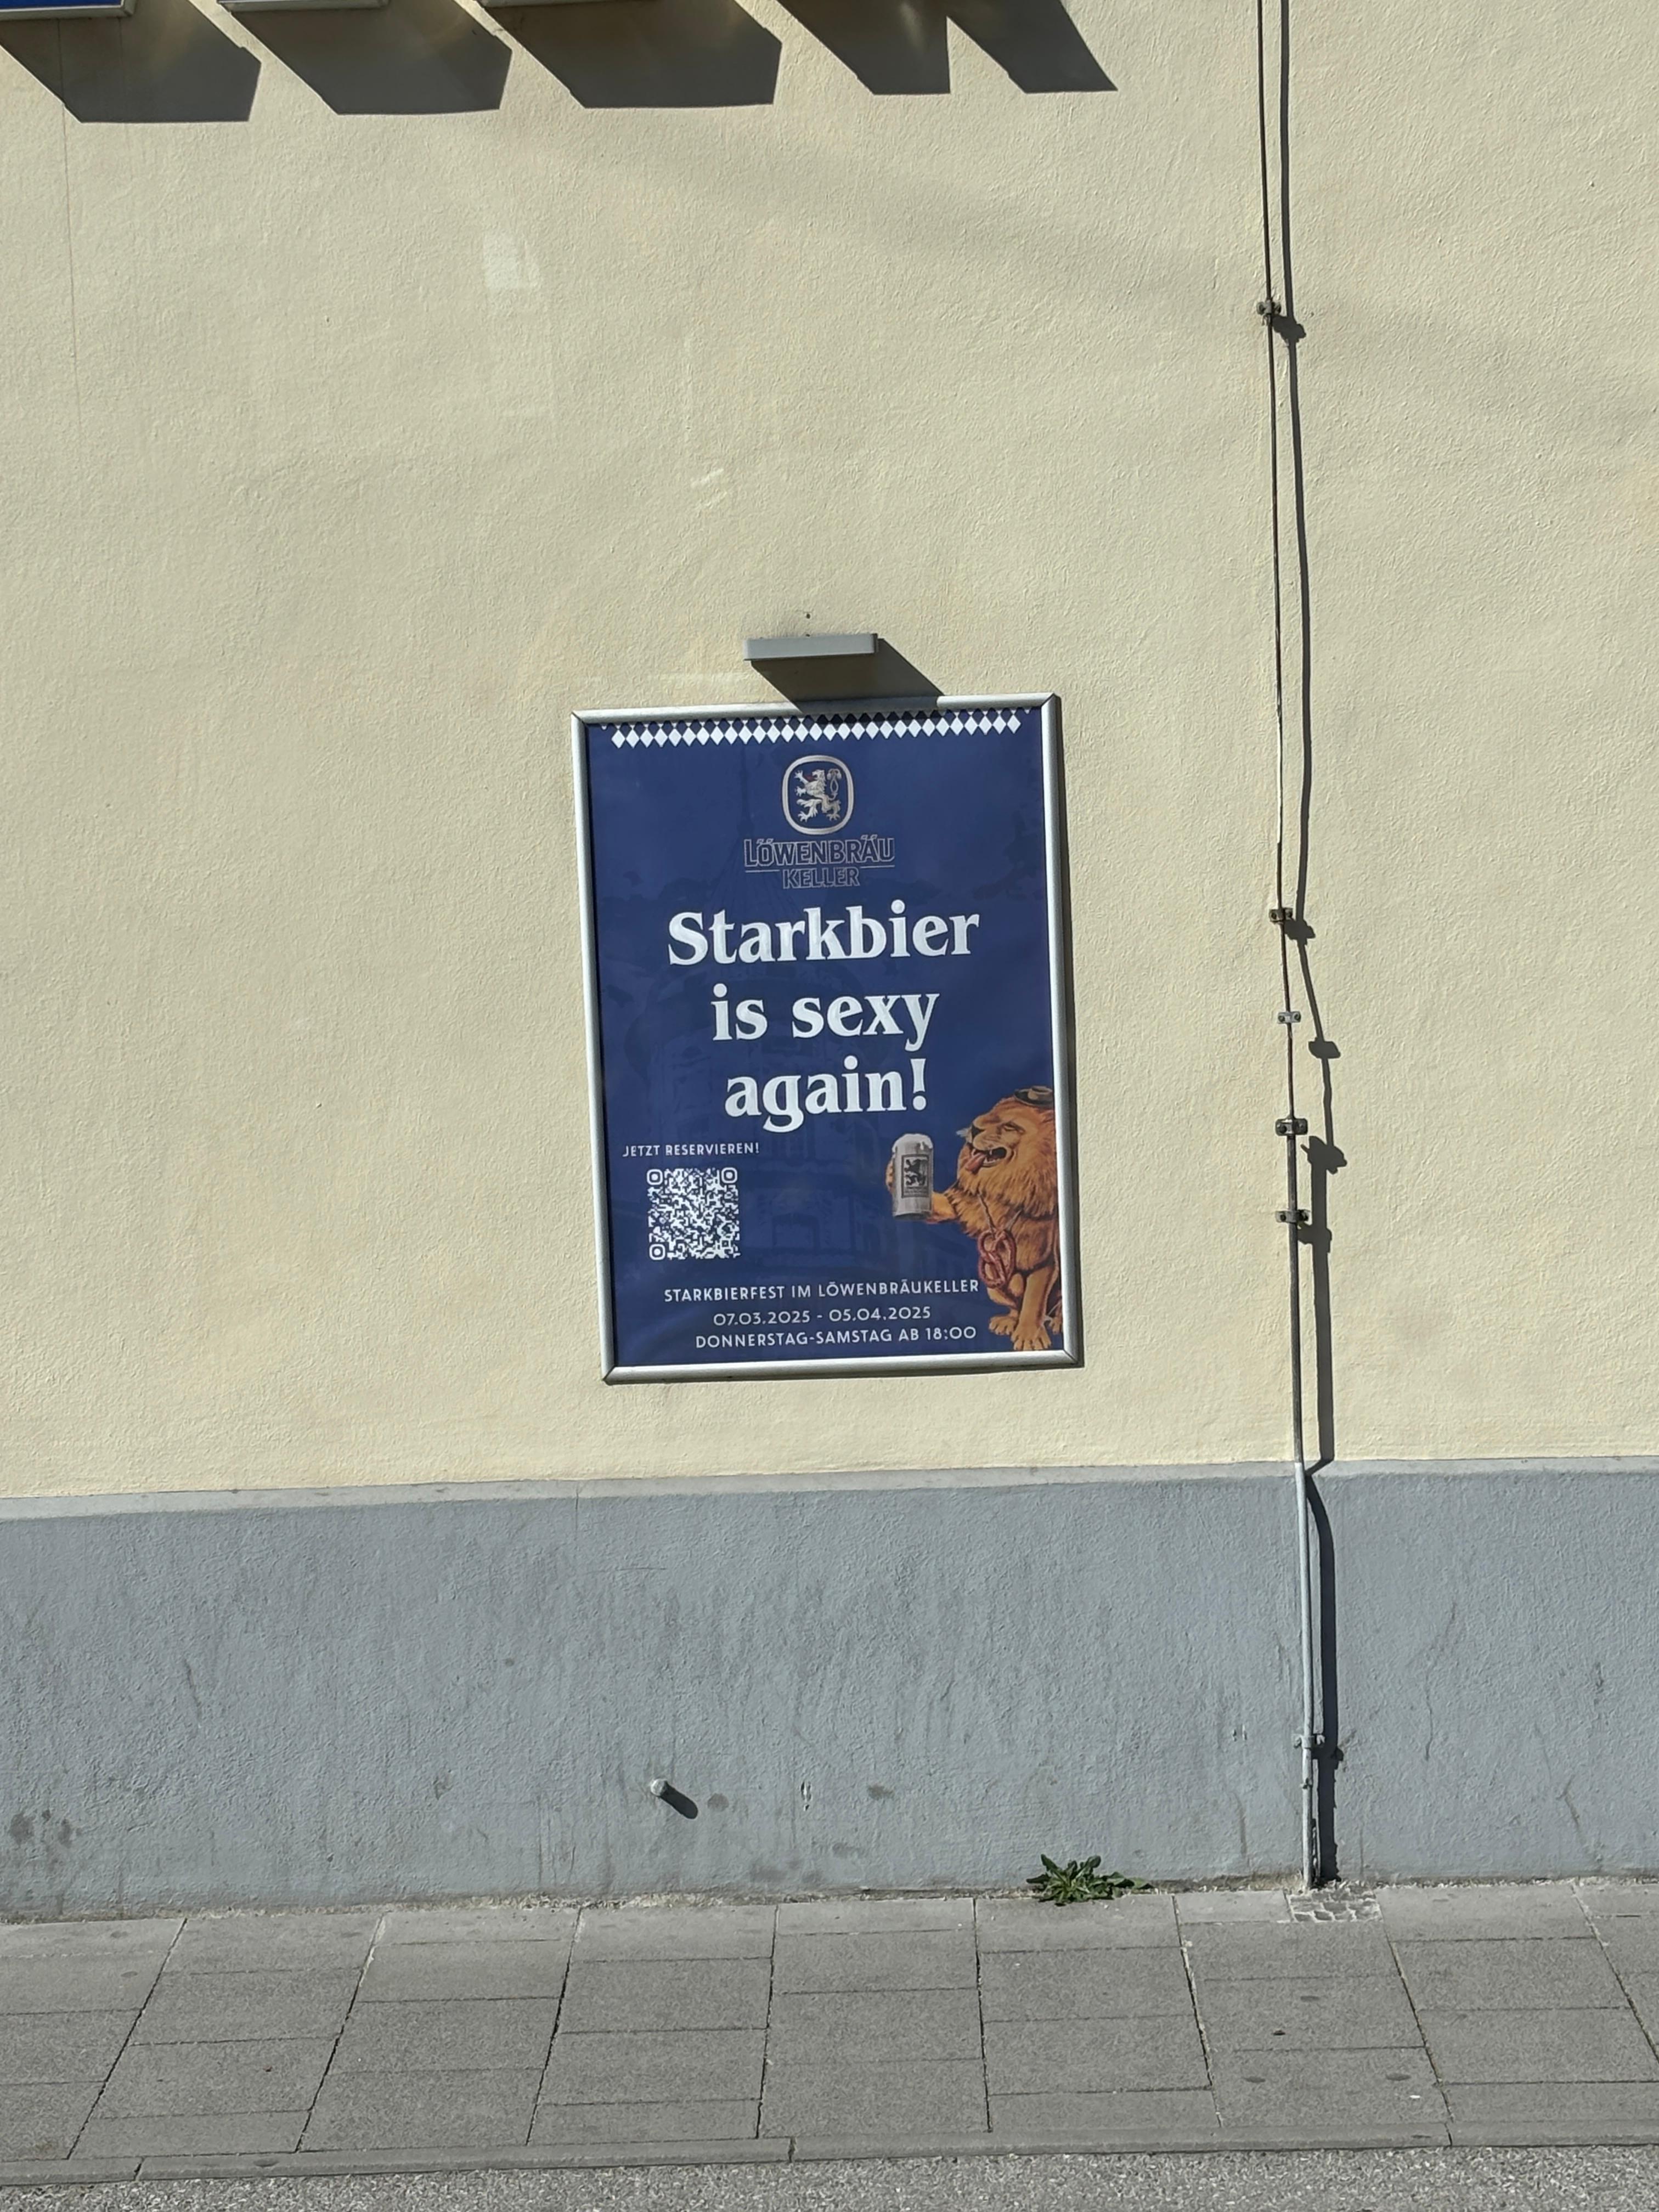 LÖWENBRÄU
KELLER
Starkbier
is sexy
again!
JETZT RESERVIEREN!
STARKBIERFEST IM LÖWENBRÄUKELLER
07.03.2025 - 05.04.2025
DONNERSTAG-SAMSTAG AB 18:00